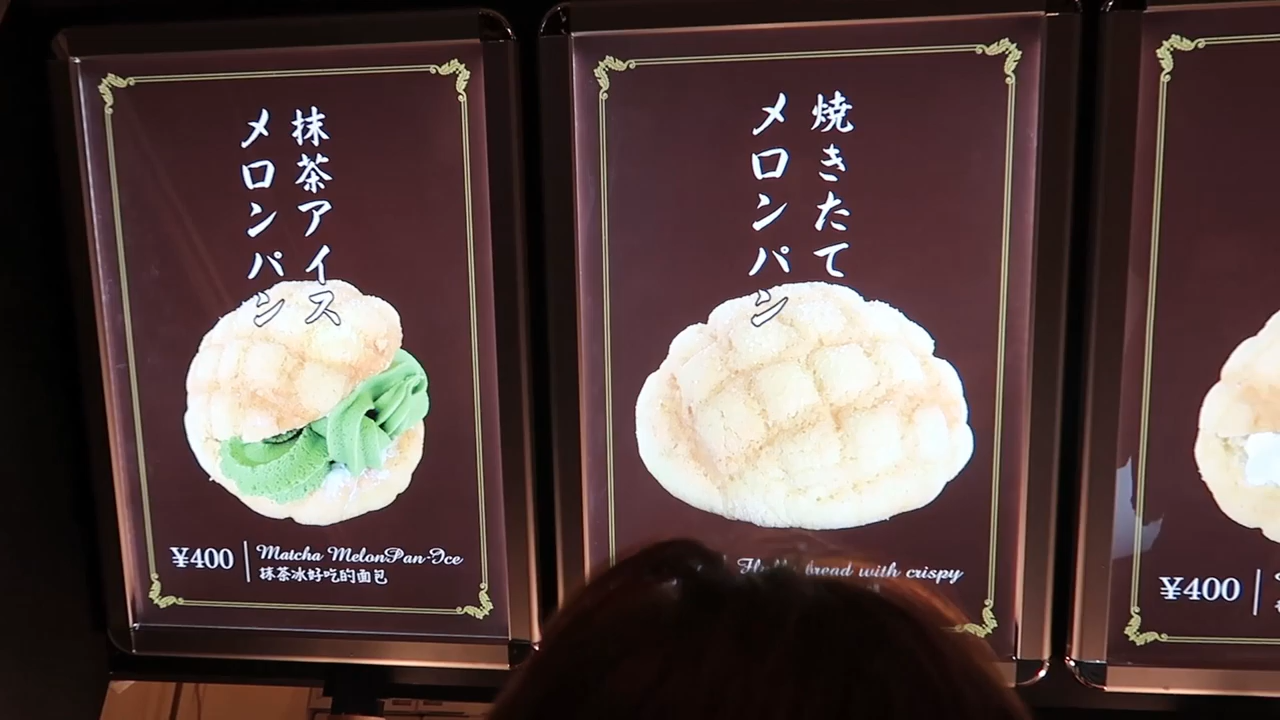 抹茶アイス
メロンパン
¥400
Matcha MelonPan-Ice
抹茶冰好吃的面包
焼きたて
メロンパン
Fluffy bread with crispy
¥400